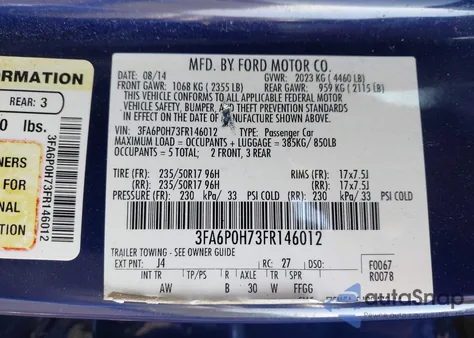 ORMATION
REAR: 3
0 lbs.
NERS
FOR
NAL
ATION
3FA6P0H73FR146012
MFD. BY FORD MOTOR CO.
DATE: 08/14 GVWR: 2023 KG (4460 LB)
FRONT GAWR: 1068 KG (2355 LB) REAR GAWR: 959 KG (2115 LB)
THIS VEHICLE CONFORMS TO ALL APPLICABLE FEDERAL MOTOR
VEHICLE SAFETY, BUMPER, AND THEFT PREVENTION STANDARDS
IN EFFECT ON THE DATE OF MANUFACTURE SHOWN ABOVE.
VIN: 3FA6P0H73FR146012 TYPE: Passenger Car
MAXIMUM LOAD = OCCUPANTS + LUGGAGE = 385KG/ 850LB
OCCUPANTS = 5 TOTAL; 2 FRONT, 3 REAR
TIRE (FR): 235/50R17 96H RIMS (FR): 17x7.5J
TIRE (RR): 235/50R17 96H RIMS (RR): 17x7.5J
PRESSURE (FR): 230 kPa/ 33 PSI COLD (RR): 230 kPa/ 33 PSI COLD
3FA6P0H73FR146012
TRAILER TOWING - SEE OWNER GUIDE
EXT PNT: J4 RC: 27 DSO: F0067
R0078
INT TR TP/PS R AXLE TR SPR
AW B 30 W FFGG
autoSnap